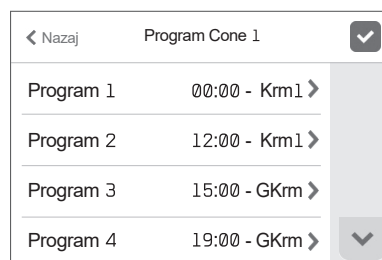 Nazaj Program Cone 1
Program 1 00:00 - Krm1
Program 2 12:00 - Krm1
Program 3 15:00 - GKrm
Program 4 19:00 - GKrm